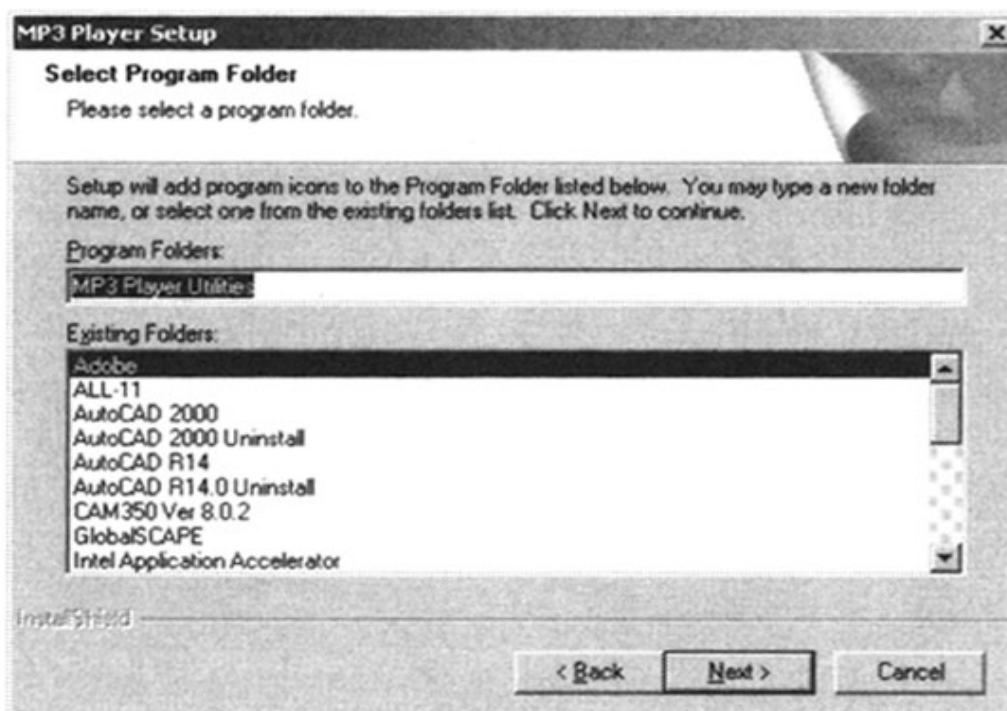 MP3 Player Setup
Select Program Folder
Please select a program folder.
Setup will add program icons to the Program Folder listed below. You may type a new folder
name, or select one from the existing folders list. Click Next to continue.
Program Folders:
MP3 Player Utilities
Existing Folders:
Adobe
ALL-11
AutoCAD 2000
AutoCAD 2000 Uninstall
AutoCAD R14
AutoCAD R14.0 Uninstall
CAM350 Ver 8.0.2
GlobalSCAPE
Intel Application Accelerator
InstallShield
< Back Next > Cancel